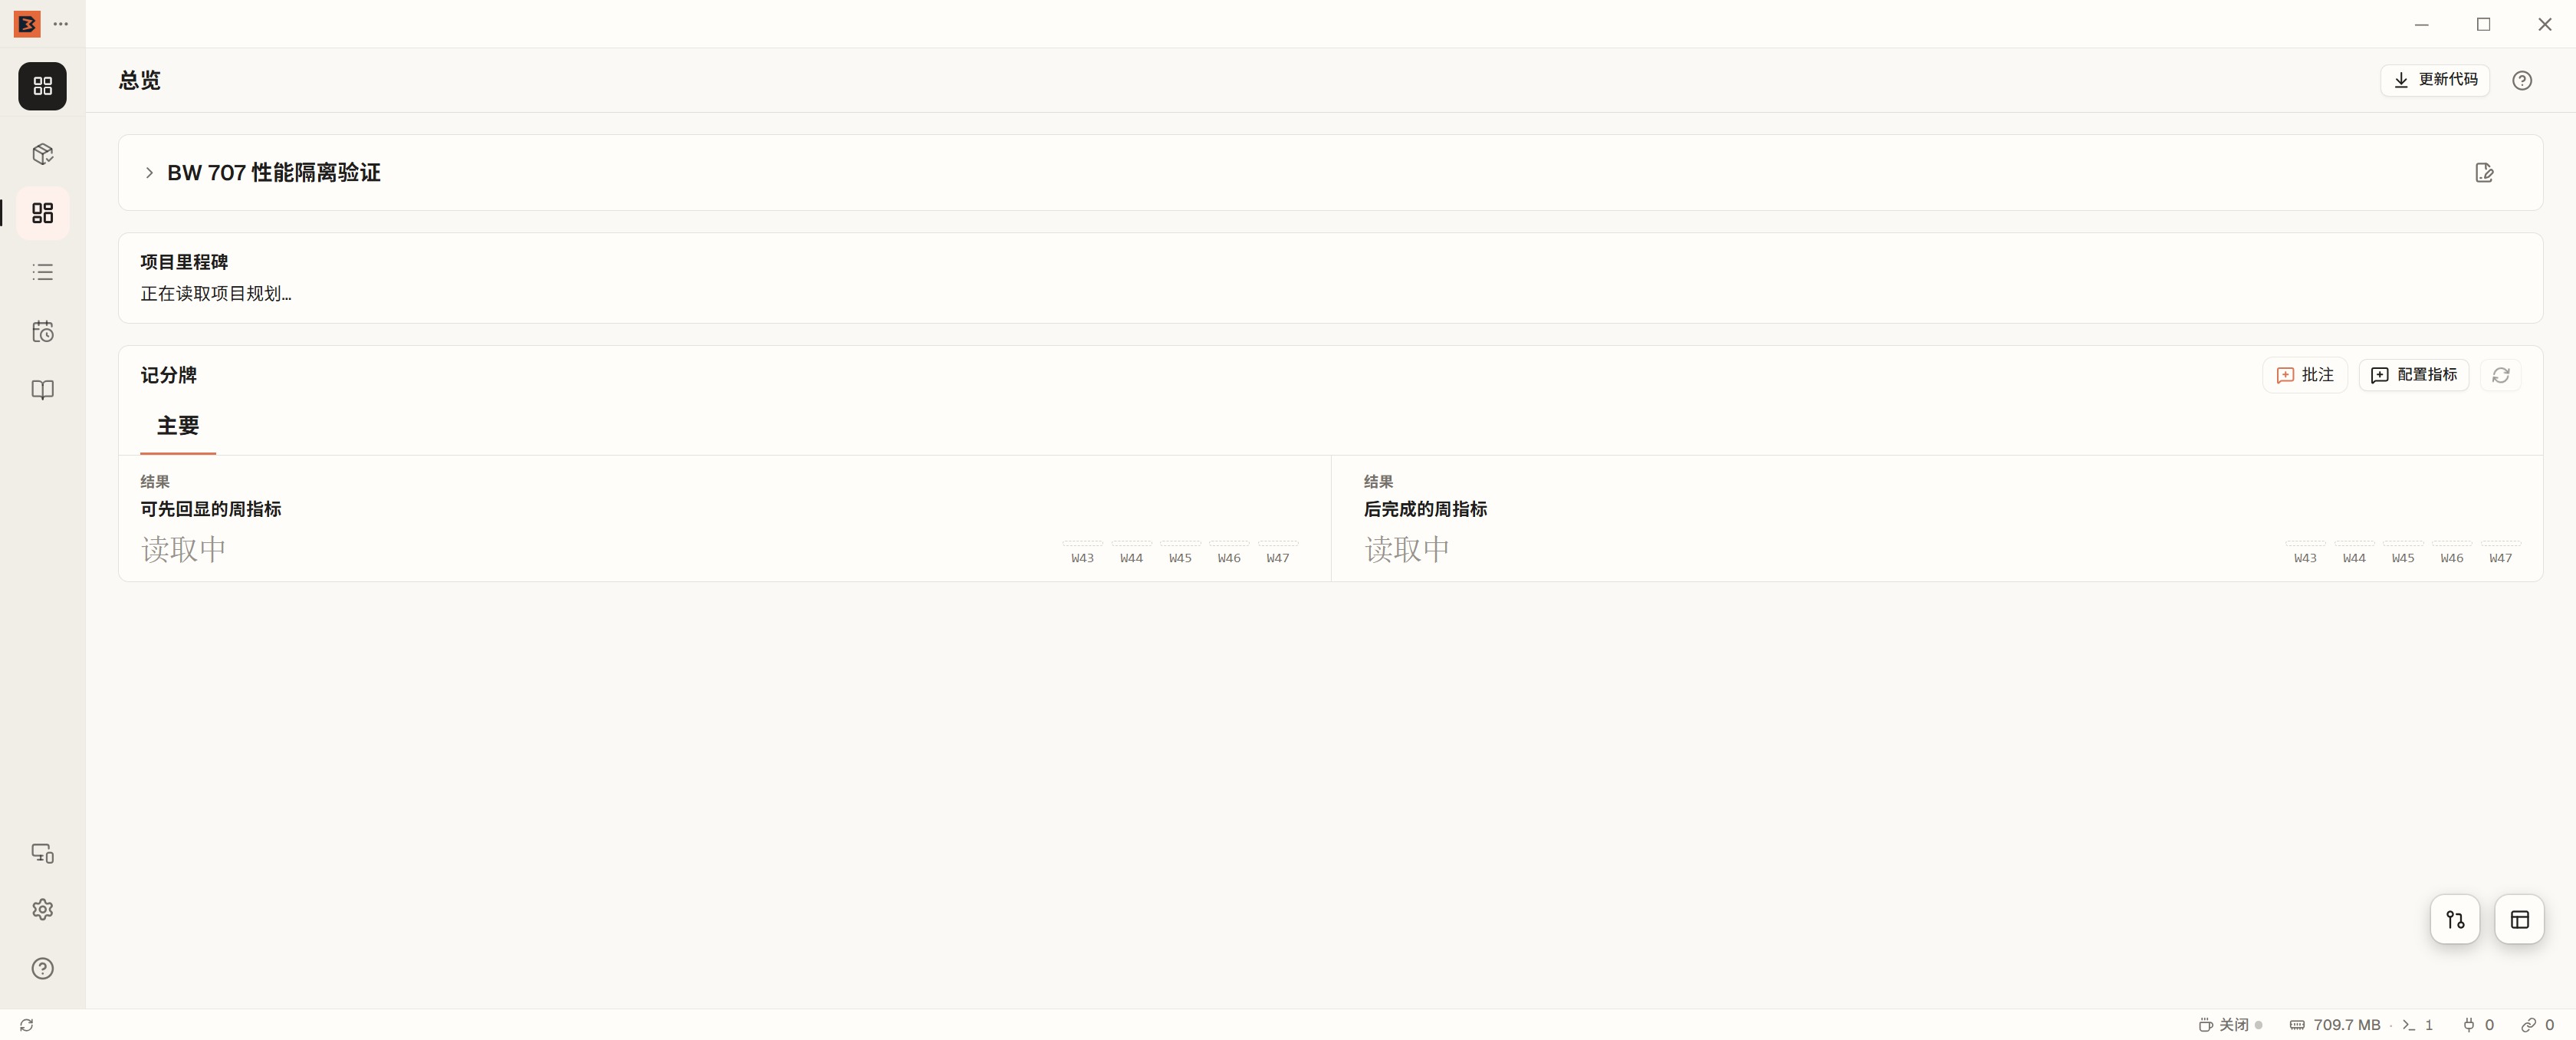 总览
更新代码
BW 707 性能隔离验证
项目里程碑
正在读取项目规划...
记分牌
批注
配置指标
主要
结果
可先回显的周指标
读取中
W43 W44 W45 W46 W47
结果
后完成的周指标
读取中
W43 W44 W45 W46 W47
关闭 709.7 MB · 1 0 0